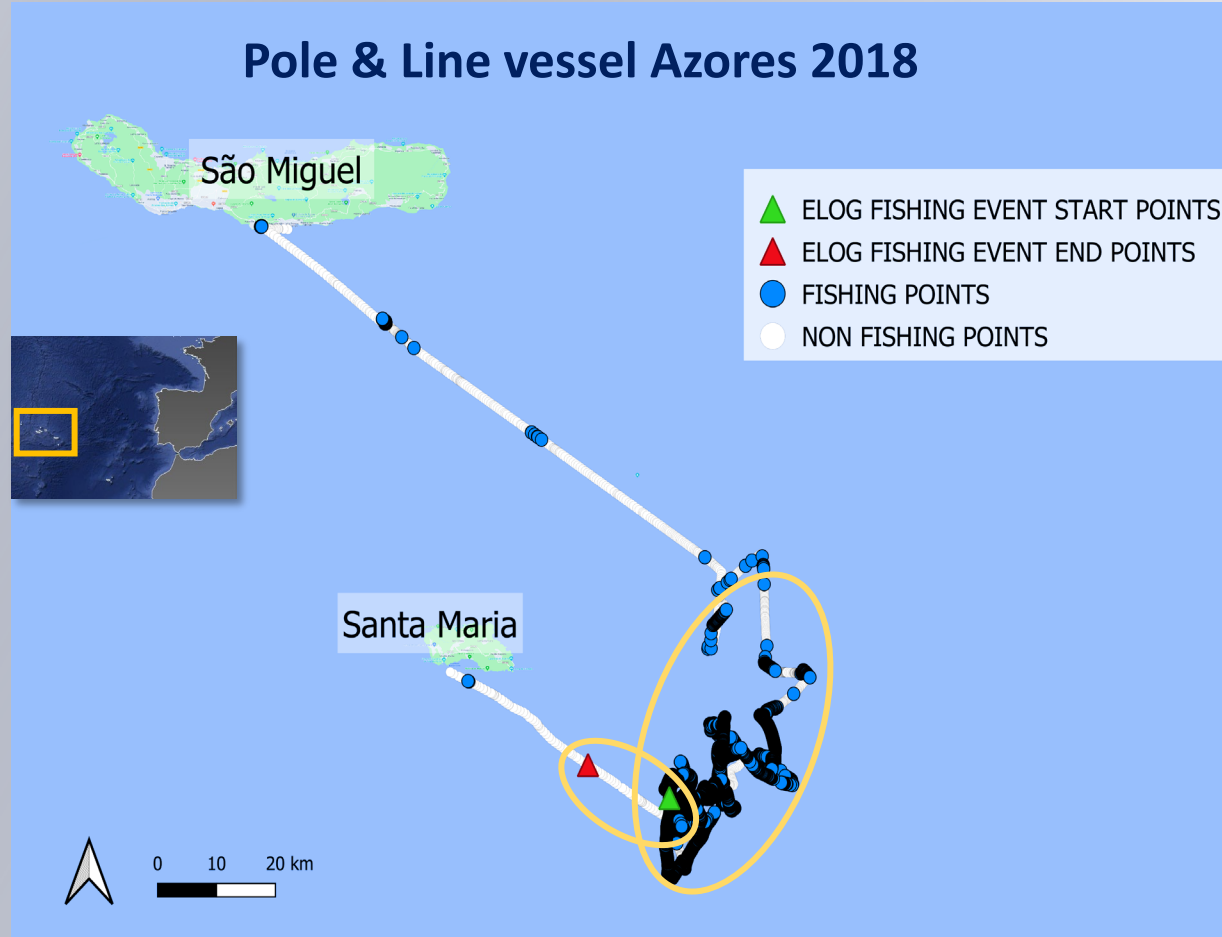 Pole & Line vessel Azores 2018
São Miguel
ELOG FISHING EVENT START POINTS
ELOG FISHING EVENT END POINTS
FISHING POINTS
NON FISHING POINTS
Santa Maria
0 10 20 km